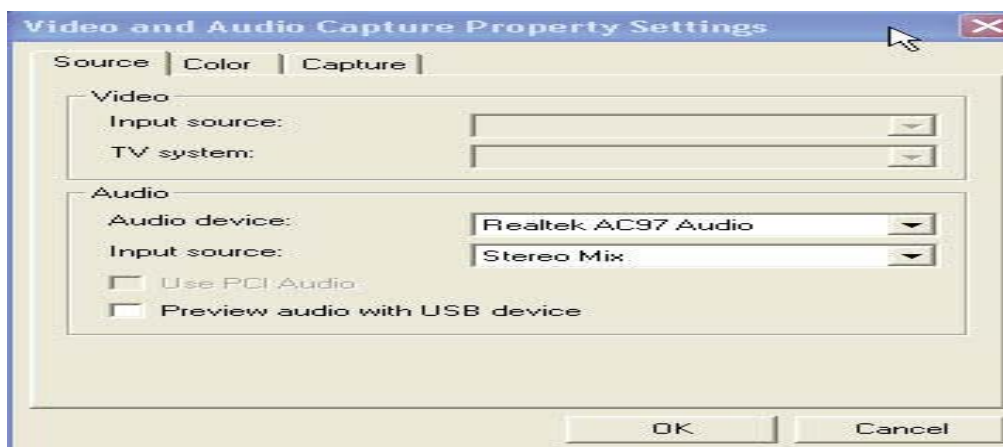 Video and Audio Capture Property Settings
Source Color Capture
Video
Input source:
TV system:
Audio
Audio device: Realtek AC97 Audio
Input source: Stereo Mix
Use PCI Audio
Preview audio with USB device
OK Cancel